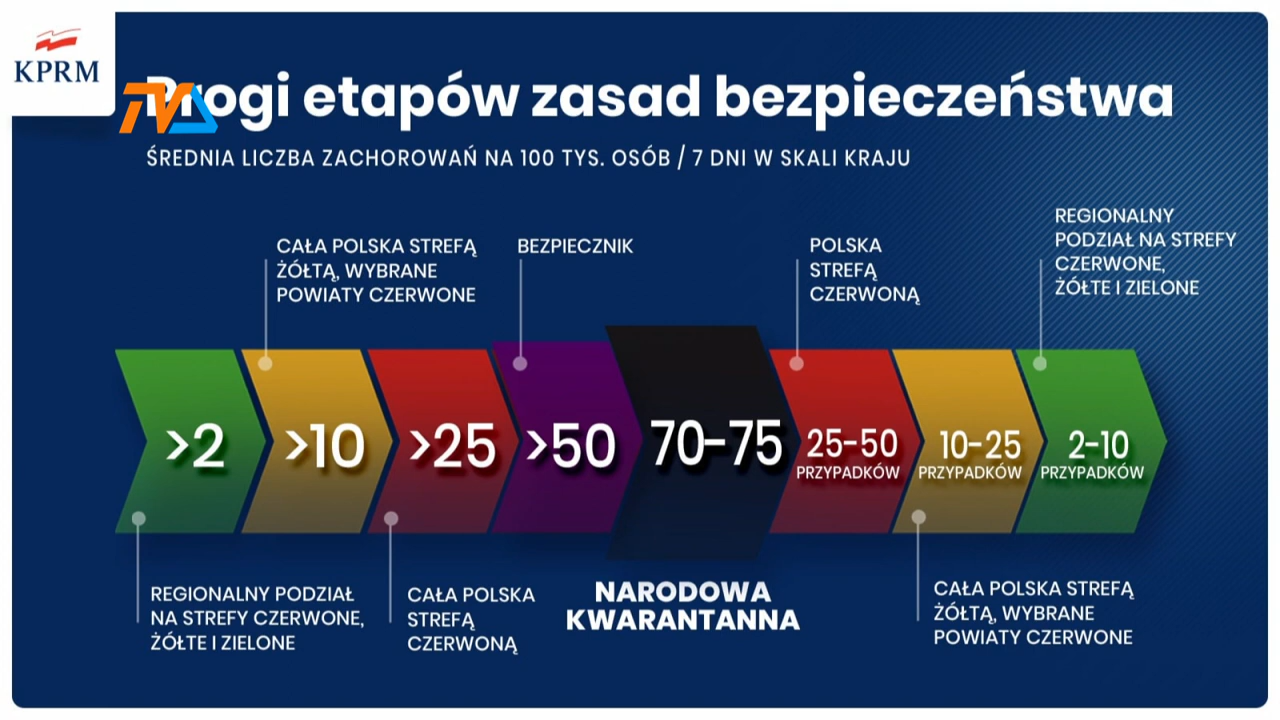 KPRM
TVΔ
Progi etapów zasad bezpieczeństwa
ŚREDNIA LICZBA ZACHOROWAŃ NA 100 TYS. OSÓB / 7 DNI W SKALI KRAJU
CAŁA POLSKA STREFĄ
ŻÓŁTĄ, WYBRANE
POWIATY CZERWONE
BEZPIECZNIK
POLSKA
STREFĄ
CZERWONĄ
REGIONALNY
PODZIAŁ NA STREFY
CZERWONE,
ŻÓŁTE I ZIELONE
>2
>10
>25
>50
70–75
25–50
PRZYPADKÓW
10–25
PRZYPADKÓW
2–10
PRZYPADKÓW
REGIONALNY PODZIAŁ
NA STREFY CZERWONE,
ŻÓŁTE I ZIELONE
CAŁA POLSKA
STREFĄ
CZERWONĄ
NARODOWA
KWARANTANNA
CAŁA POLSKA STREFĄ
ŻÓŁTĄ, WYBRANE
POWIATY CZERWONE